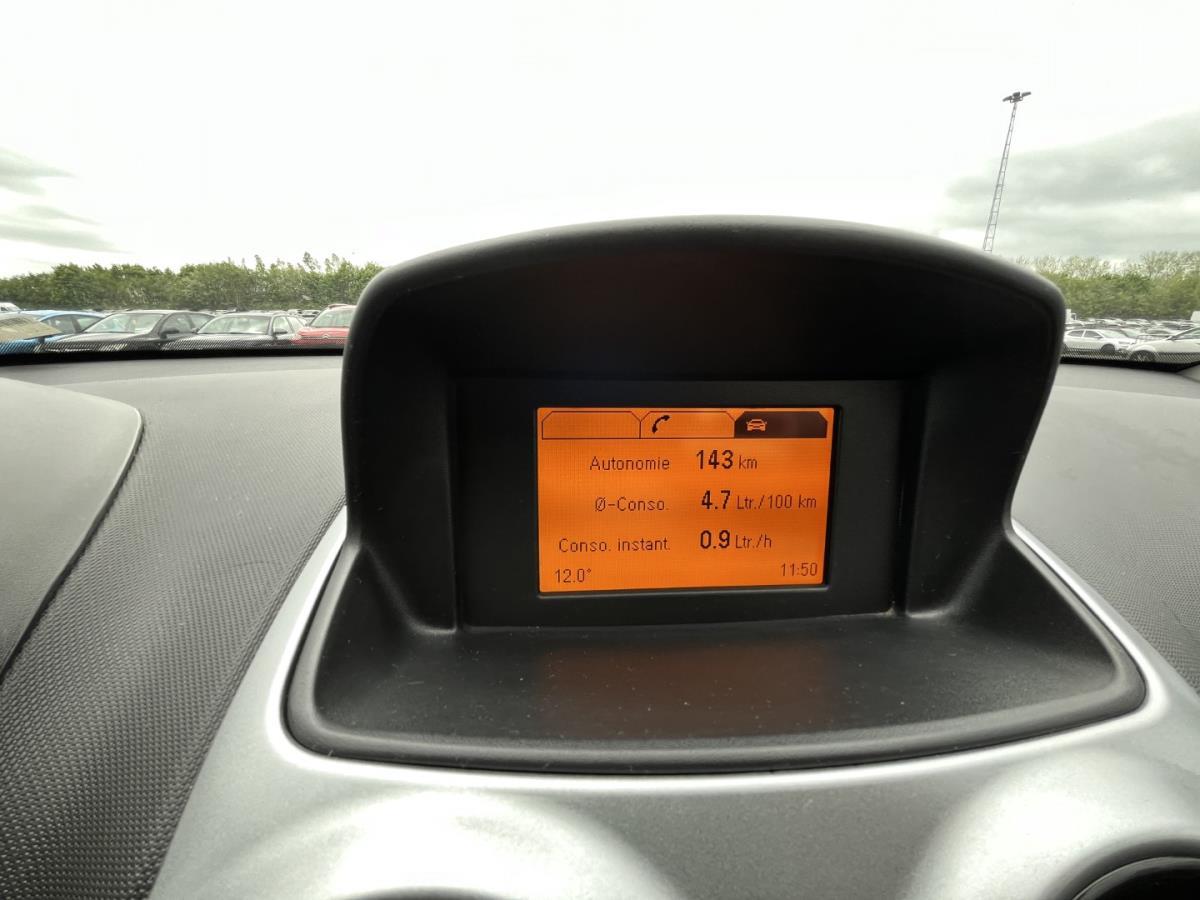 Autonomie 143 km
Ø-Conso. 4.7 Ltr./100 km
Conso. instant. 0.9 Ltr./h
12.0° 11:50